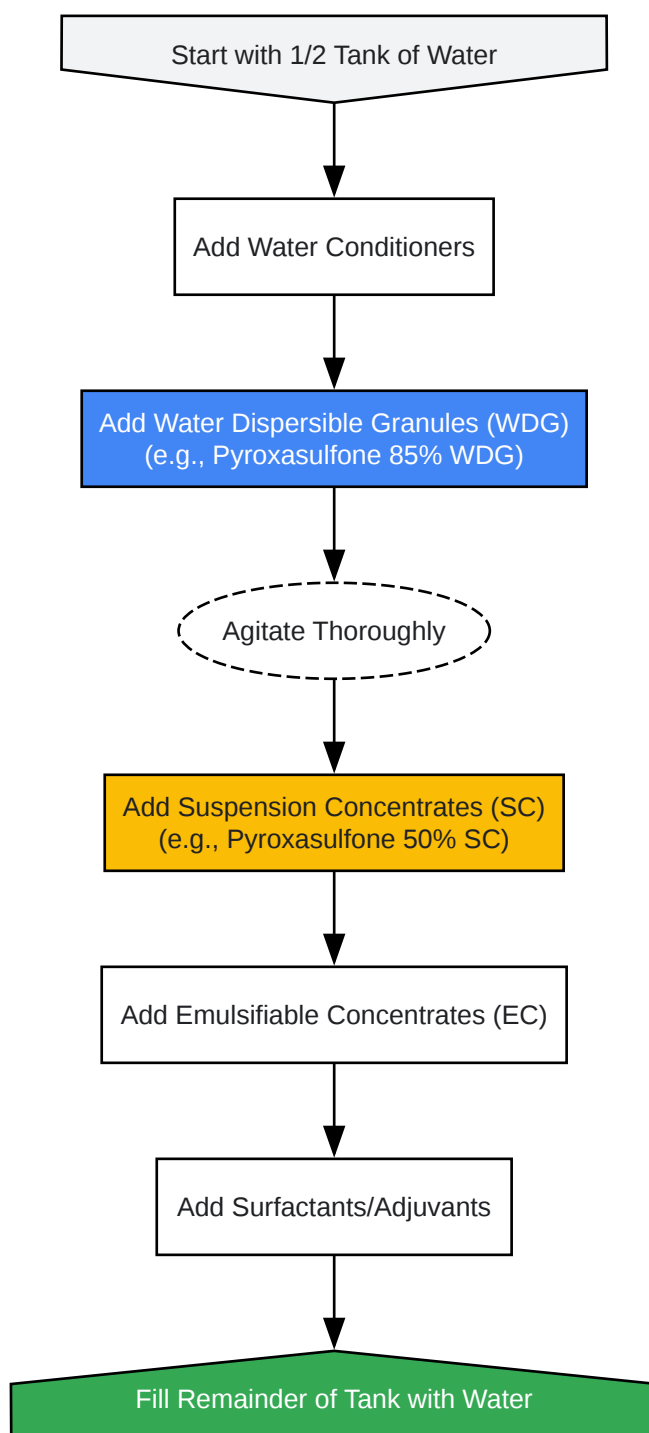 Start with 1/2 Tank of Water
Add Water Conditioners
Add Water Dispersible Granules (WDG)
(e.g., Pyroxasulfone 85% WDG)
Agitate Thoroughly
Add Suspension Concentrates (SC)
(e.g., Pyroxasulfone 50% SC)
Add Emulsifiable Concentrates (EC)
Add Surfactants/Adjuvants
Fill Remainder of Tank with Water